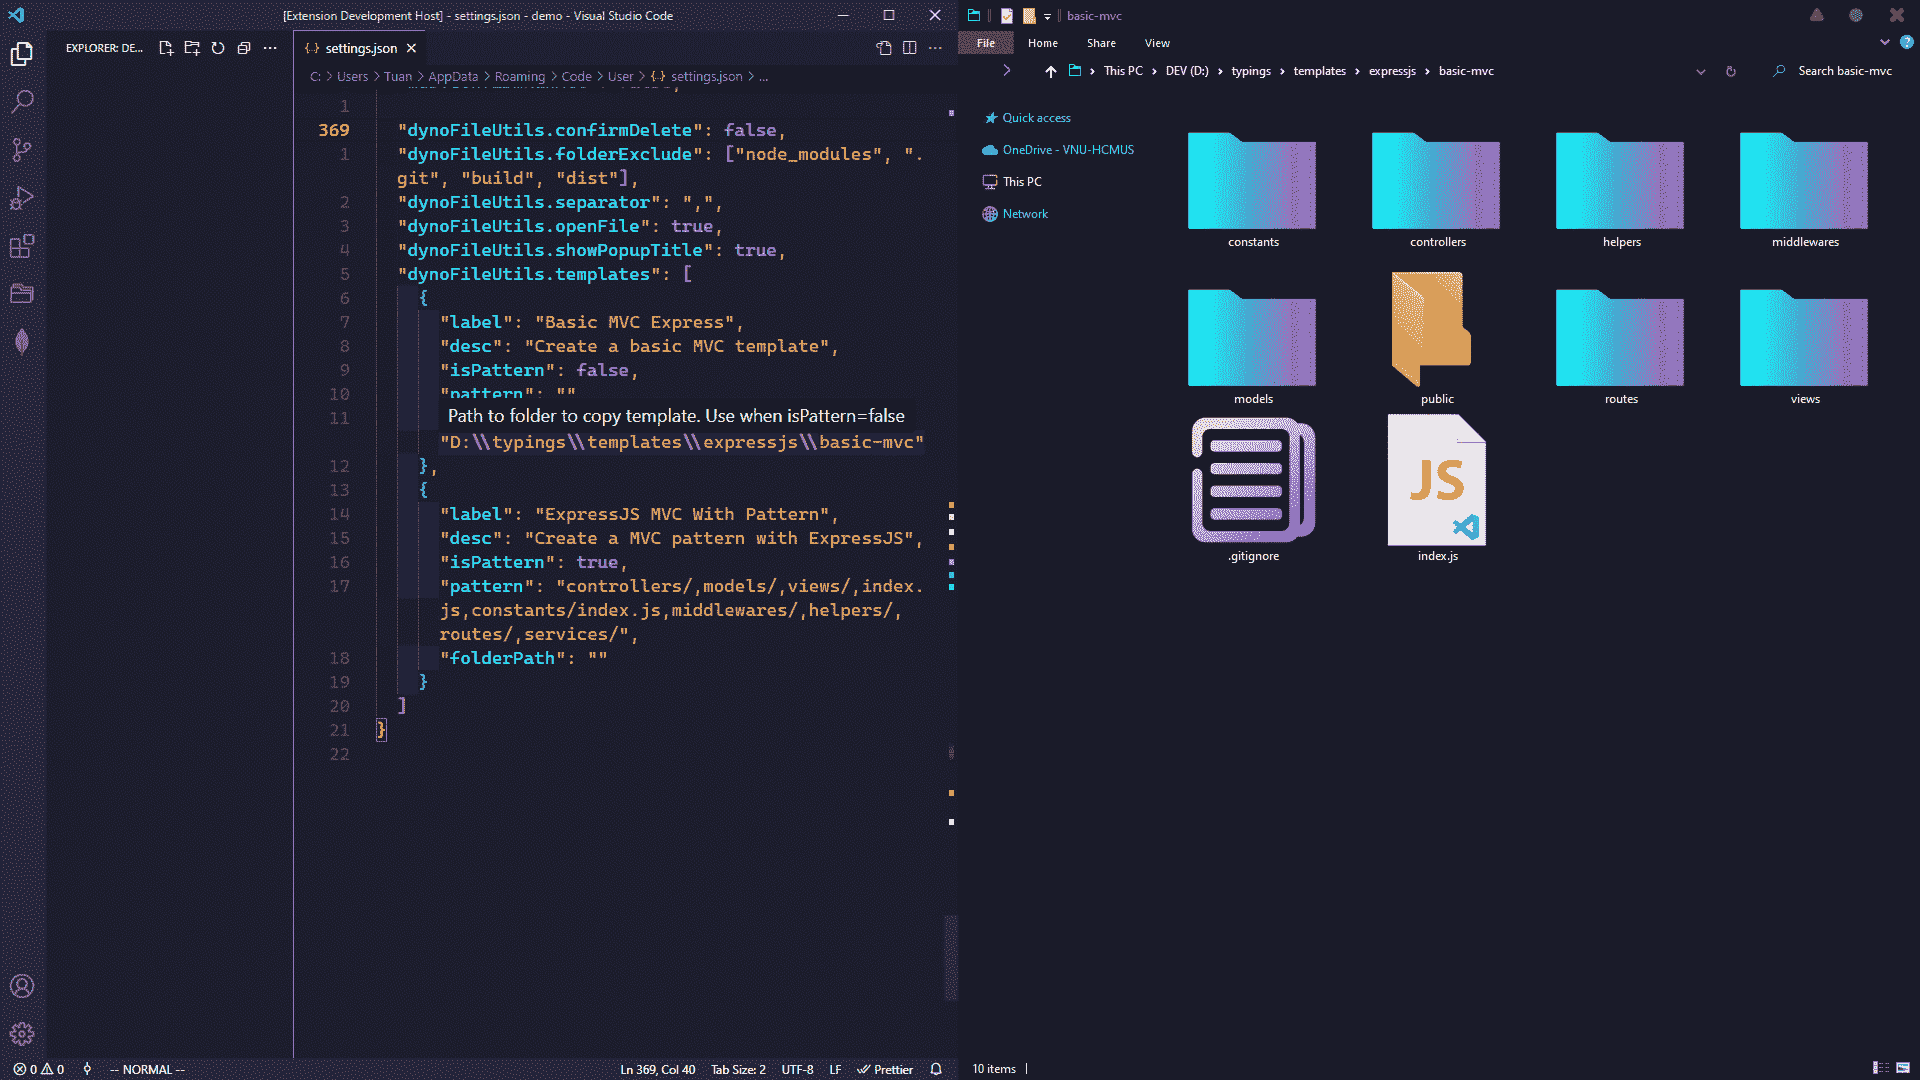 [Extension Development Host] - settings.json - demo - Visual Studio Code
EXPLORER: DE...
{..} settings.json
C: > Users > Tuan > AppData > Roaming > Code > User > {..} settings.json > ...
1
369 "dynoFileUtils.confirmDelete": false,
1 "dynoFileUtils.folderExclude": ["node_modules", ".
git", "build", "dist"],
2 "dynoFileUtils.separator": ",",
3 "dynoFileUtils.openFile": true,
4 "dynoFileUtils.showPopupTitle": true,
5 "dynoFileUtils.templates": [
6 {
7 "label": "Basic MVC Express",
8 "desc": "Create a basic MVC template",
9 "isPattern": false,
10 "pattern": ""
11
Path to folder to copy template. Use when isPattern=false
"D:\\typings\\templates\\expressjs\\basic-mvc"
12 },
13 {
14 "label": "ExpressJS MVC With Pattern",
15 "desc": "Create a MVC pattern with ExpressJS",
16 "isPattern": true,
17 "pattern": "controllers/,models/,views/,index.
js,constants/index.js,middlewares/,helpers/,
routes/,services/",
18 "folderPath": ""
19 }
20 ]
21 }
22
0 0 -- NORMAL --
Ln 369, Col 40 Tab Size: 2 UTF-8 LF Prettier
basic-mvc
File Home Share View
This PC > DEV (D:) > typings > templates > expressjs > basic-mvc
Search basic-mvc
Quick access
OneDrive - VNU-HCMUS
This PC
Network
constants controllers helpers middlewares
models public routes views
JS
.gitignore index.js
10 items